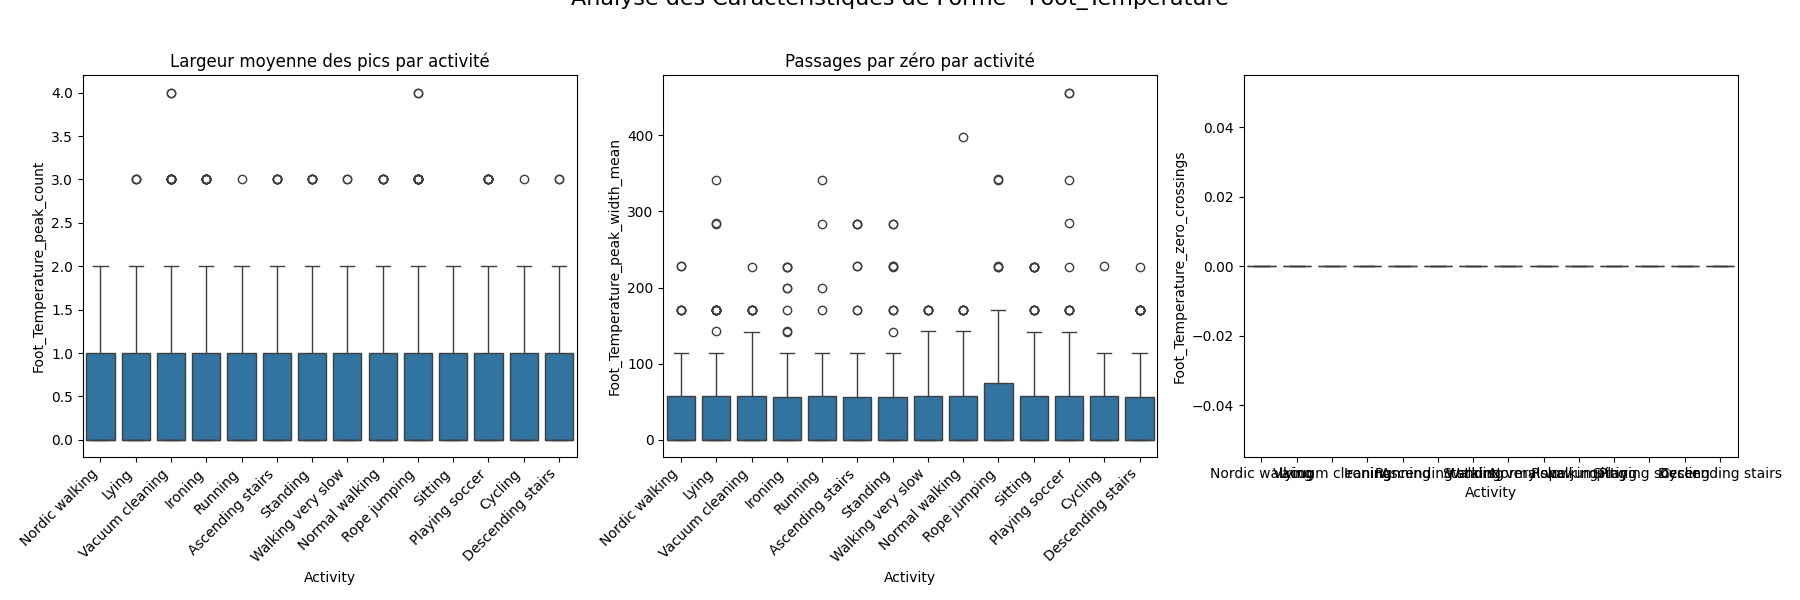 Analyse des Caractéristiques de Forme - Foot_Temperature
Largeur moyenne des pics par activité
Foot_Temperature_peak_count
4.0
3.5
3.0
2.5
2.0
1.5
1.0
0.5
0.0
Nordic walking
Lying
Vacuum cleaning
Ironing
Running
Ascending stairs
Standing
Walking very slow
Normal walking
Rope jumping
Sitting
Playing soccer
Cycling
Descending stairs
Activity
Passages par zéro par activité
Foot_Temperature_peak_width_mean
400
300
200
100
0
Nordic walking
Lying
Vacuum cleaning
Ironing
Running
Ascending stairs
Standing
Walking very slow
Normal walking
Rope jumping
Sitting
Playing soccer
Cycling
Descending stairs
Activity
Foot_Temperature_zero_crossings
0.04
0.02
0.00
−0.02
−0.04
Nordic walking
Descending stairs
Activity